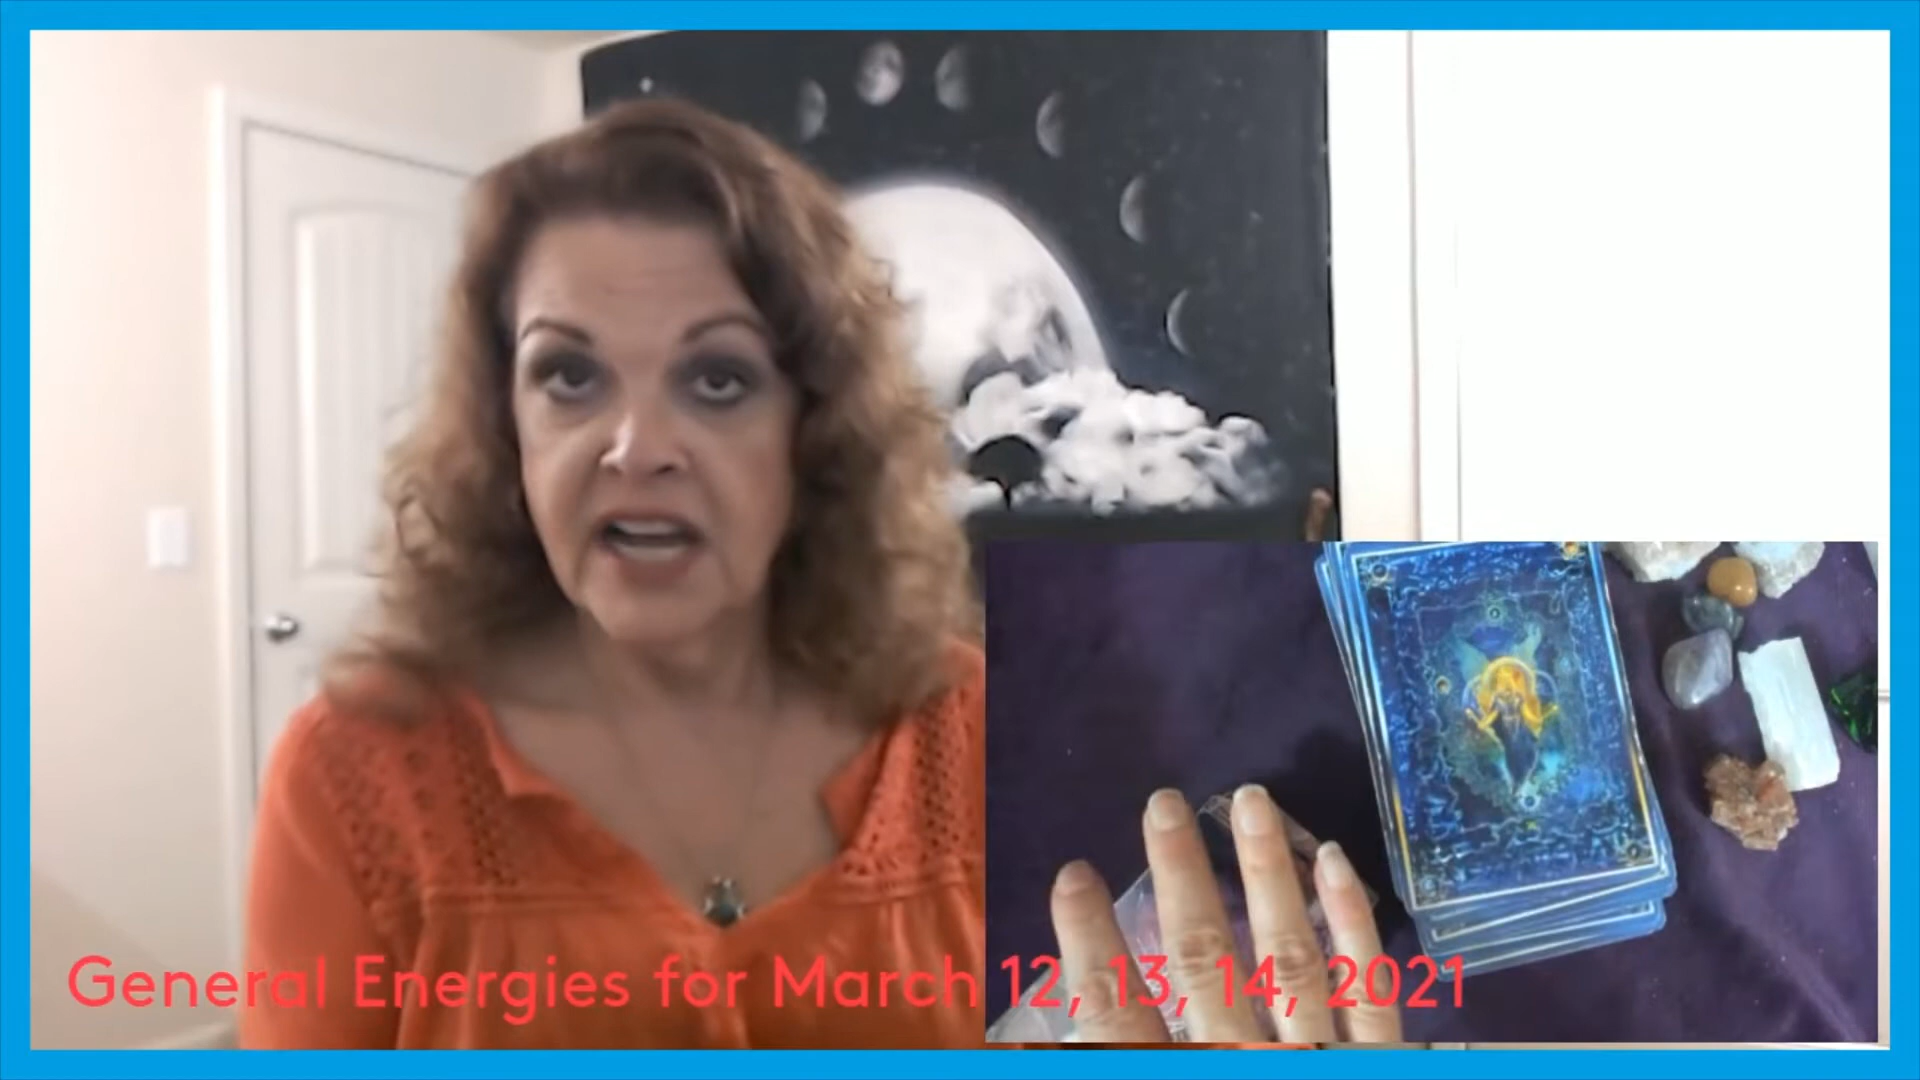 General Energies for March 12, 13, 14, 2021